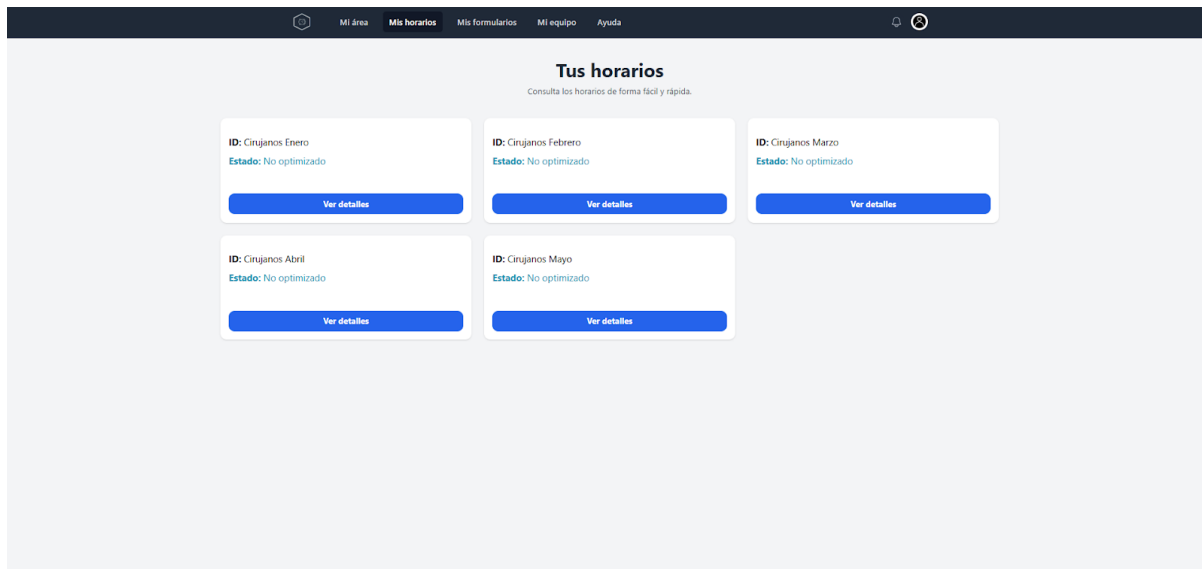 Mi área Mis horarios Mis formularios Mi equipo Ayuda
Tus horarios
Consulta los horarios de forma fácil y rápida.
ID: Cirujanos Enero
Estado: No optimizado
Ver detalles
ID: Cirujanos Febrero
Estado: No optimizado
Ver detalles
ID: Cirujanos Marzo
Estado: No optimizado
Ver detalles
ID: Cirujanos Abril
Estado: No optimizado
Ver detalles
ID: Cirujanos Mayo
Estado: No optimizado
Ver detalles